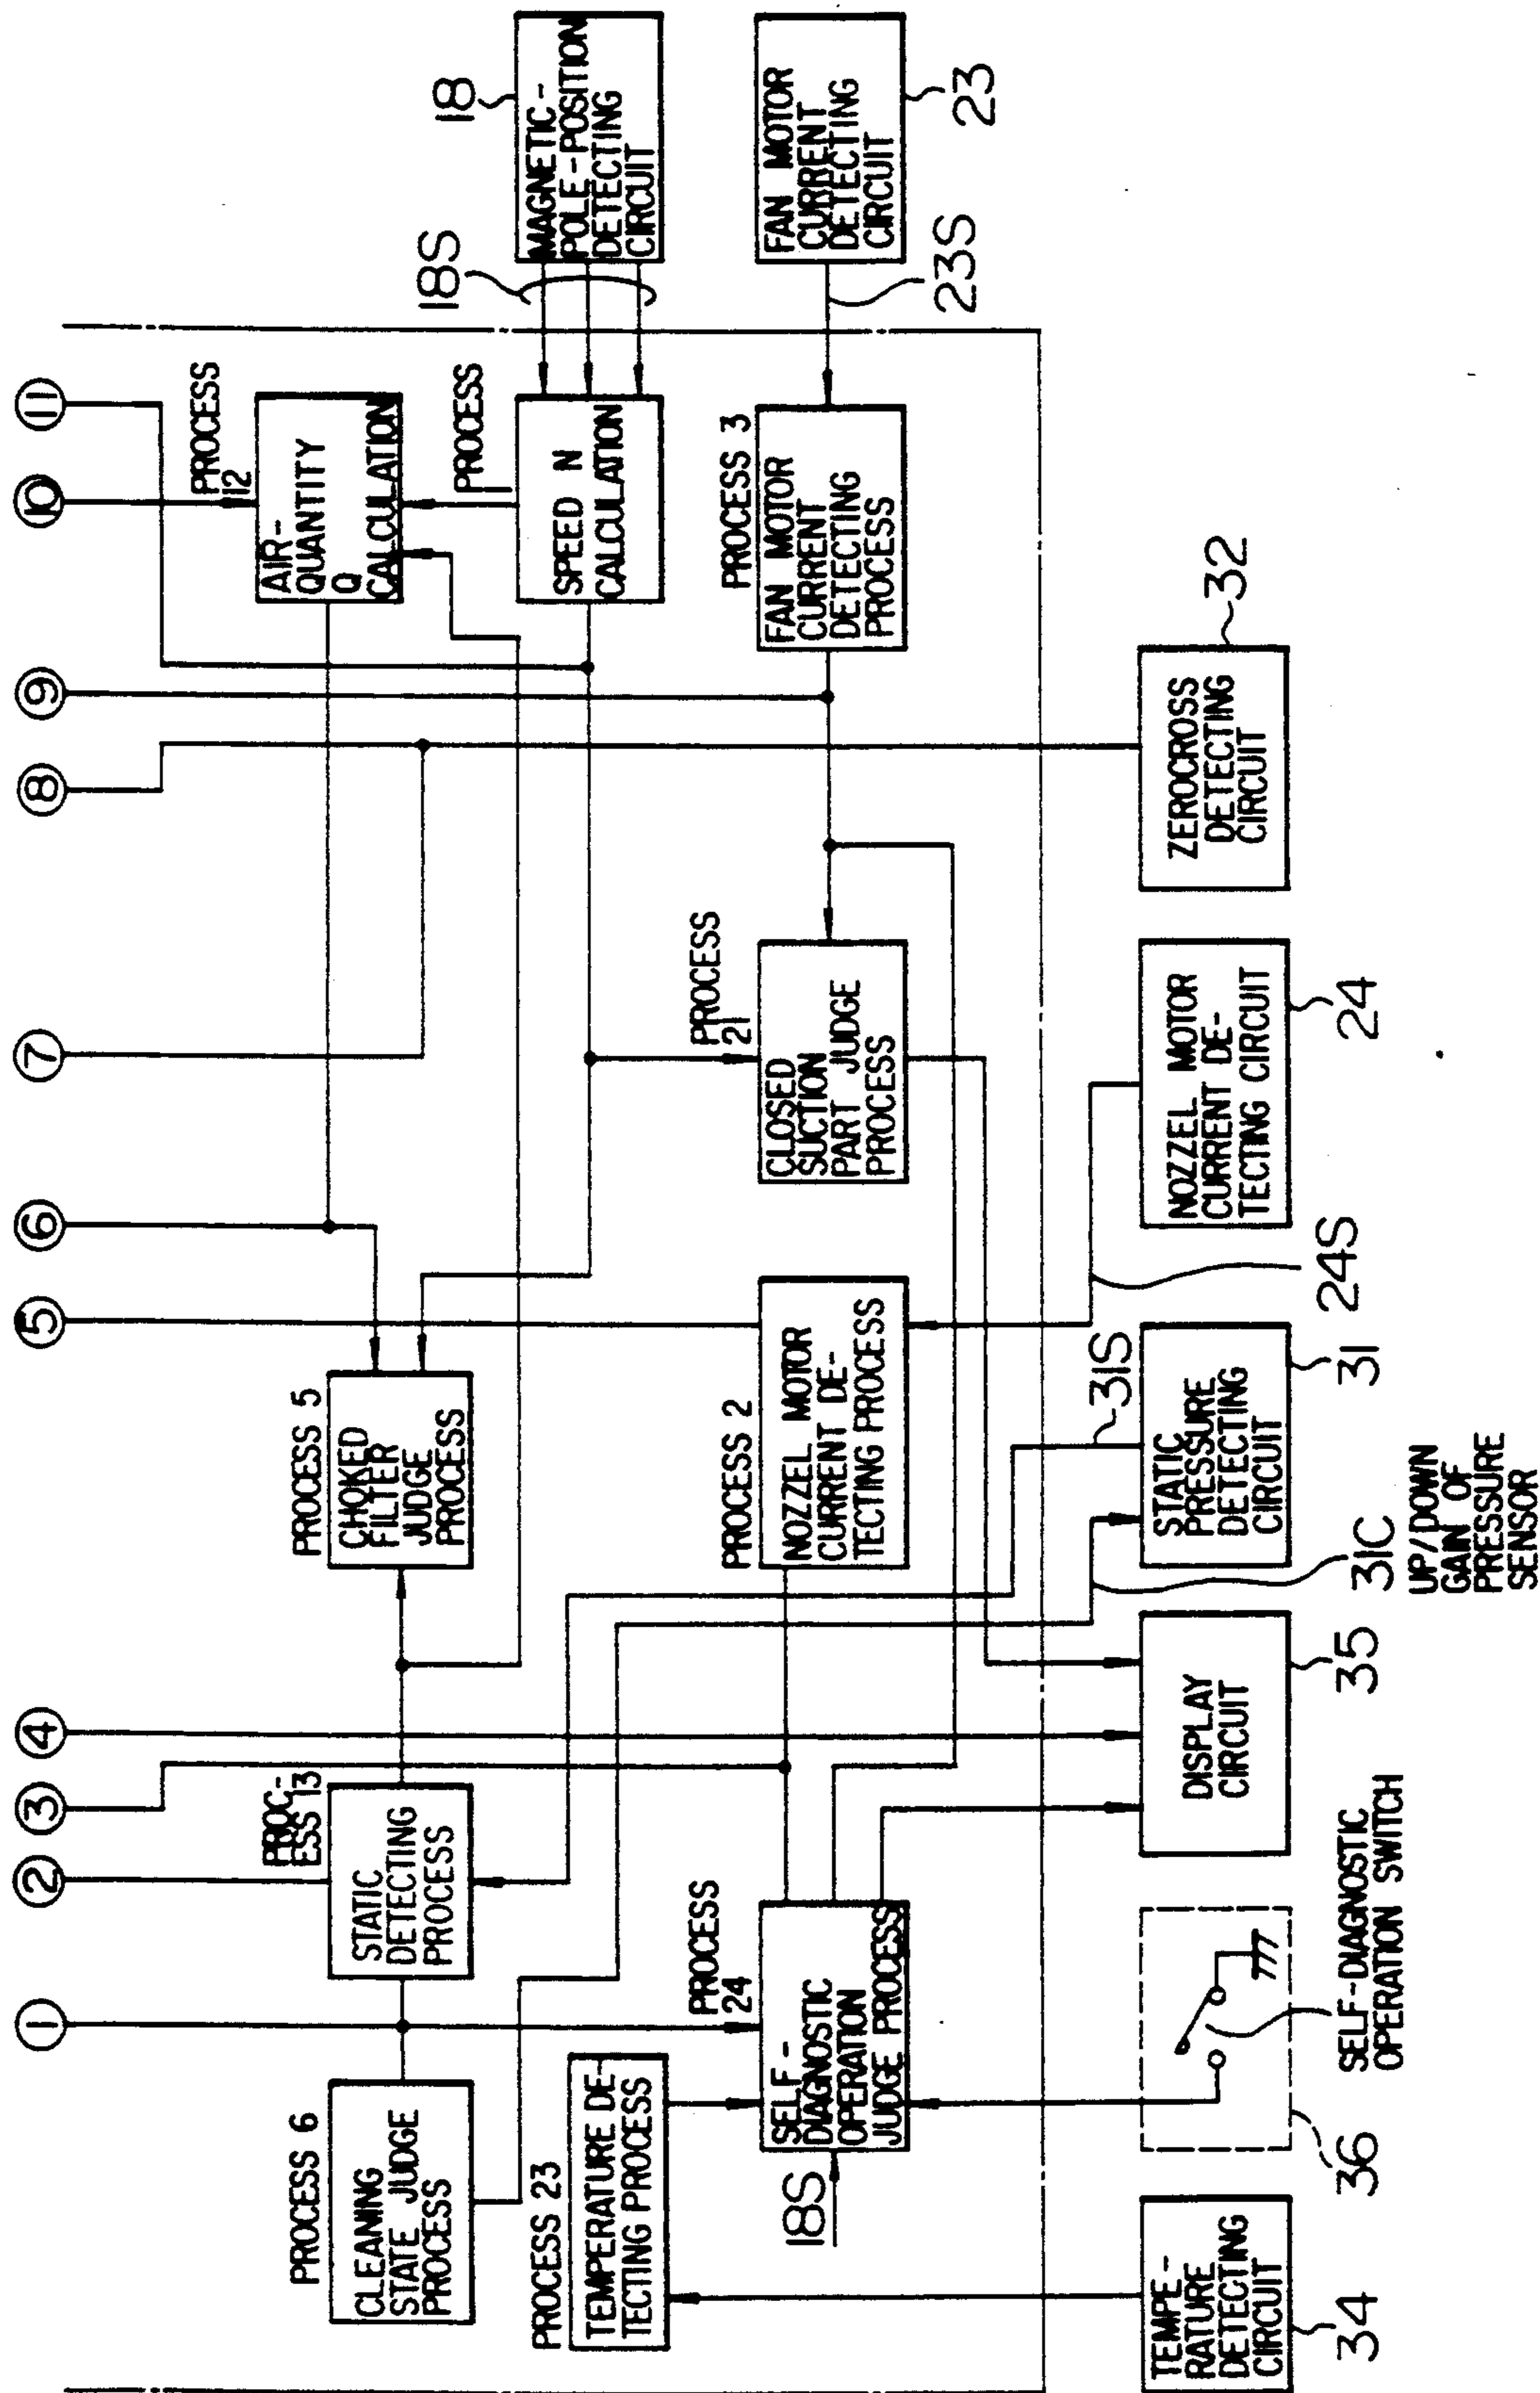 ①
②
③
④
⑤
⑥
⑦
⑧
⑨
⑩
⑪
PROCESS 6
CLEANING
STATE JUDGE
PROCESS
PROC-
ESS 13
STATIC
DETECTING
PROCESS
PROCESS 5
CHOKED
FILTER
JUDGE
PROCESS
PROCESS
12
AIR-
QUANTITY
Q
CALCULATION
PROCESS
1
SPEED N
CALCULATION
18S
18
MAGNETIC-
POLE-POSITION
DETECTING
CIRCUIT
PROCESS 23
TEMPERATURE DE-
TECTING PROCESS
PROCESS
24
SELF-
DIAGNOSTIC
OPERATION
JUDGE PROCESS
18S
PROCESS 2
NOZZEL MOTOR
CURRENT DE-
TECTING PROCESS
PROCESS
21
CLOSED
SUCTION
PART JUDGE
PROCESS
PROCESS 3
FAN MOTOR
CURRENT
DETECTING
PROCESS
23S
FAN MOTOR
CURRENT
DETECTING
CIRCUIT
23
TEMPE-
RATURE
DETECTING
CIRCUIT
34
36
SELF-DIAGNOSTIC
OPERATION SWITCH
DISPLAY
CIRCUIT
35
31C
UP/DOWN
GAIN OF
PRESSURE
SENSOR
31S
STATIC
PRESSURE
DETECTING
CIRCUIT
31
24S
NOZZEL MOTOR
CURRENT DE-
TECTING CIRCUIT
24
ZEROCROSS
DETECTING
CIRCUIT
32